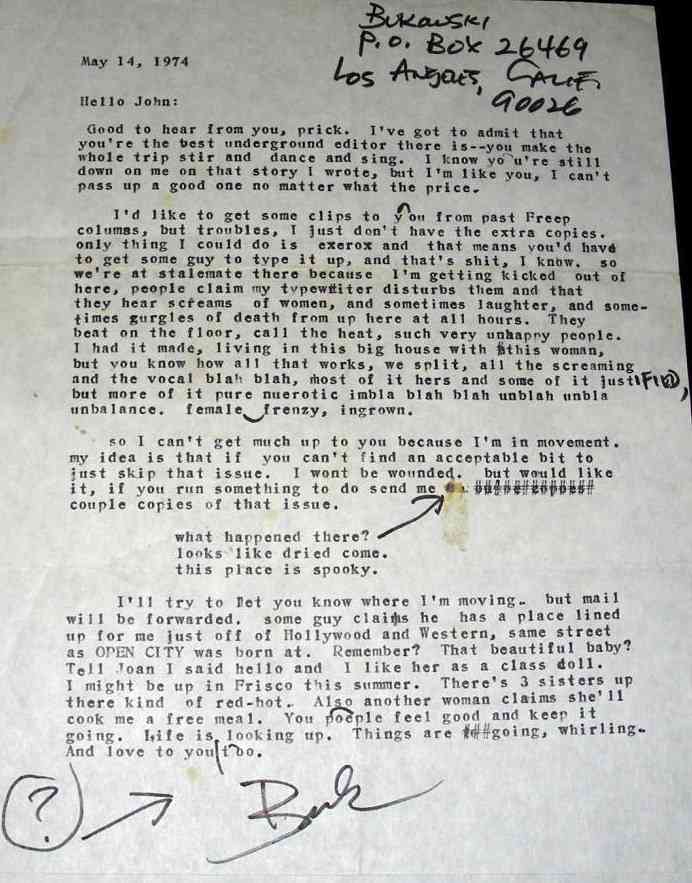 BUKOWSKI
P.O. BOX 26469
LOS ANGELES, CALIF.
90026
May 14, 1974
Hello John:
Good to hear from you, prick. I've got to admit that
you're the best underground editor there is--you make the
whole trip stir and dance and sing. I know yo u're still
down on me on that story I wrote, but I'm like you, I can't
pass up a good one no matter what the price.
I'd like to get some clips to you from past Freep
columns, but troubles, I just don't have the extra copies.
only thing I could do is exerox and that means you'd have
to get some guy to type it up, and that's shit, I know. so
we're at stalemate there because I'm getting kicked out of
here, people claim my typewriter disturbs them and that
they hear screams of women, and sometimes laughter, and some-
times gurgles of death from up here at all hours. They
beat on the floor, call the heat, such very unhappy people.
I had it made, living in this big house with this woman,
but you know how all that works, we split, all the screaming
and the vocal blah blah, most of it hers and some of it justIFIED,
but more of it pure nuerotic imbla blah blah unblah unbla
unbalance. female frenzy, ingrown.
so I can't get much up to you because I'm in movement.
my idea is that if you can't find an acceptable bit to
just skip that issue. I wont be wounded. but would like
it, if you run something to do send me
couple copies of that issue.
what happened there?
looks like dried come.
this place is spooky.
I'll try to let you know where I'm moving. but mail
will be forwarded. some guy claims he has a place lined
up for me just off of Hollywood and Western, same street
as OPEN CITY was born at. Remember? That beautiful baby?
Tell Joan I said hello and I like her as a class doll.
I might be up in Frisco this summer. There's 3 sisters up
there kind of red-hot. Also another woman claims she'll
cook me a free meal. You poeple feel good and keep it
going. Life is looking up. Things are ###going, whirling.
And love to you too.
? Buk